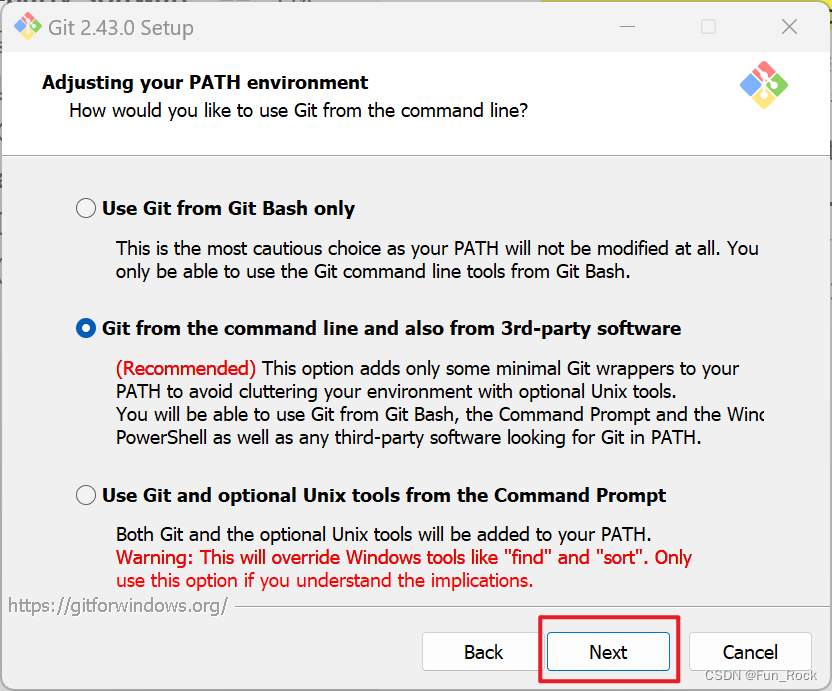 Git 2.43.0 Setup
Adjusting your PATH environment
How would you like to use Git from the command line?
Use Git from Git Bash only
This is the most cautious choice as your PATH will not be modified at all. You
only be able to use the Git command line tools from Git Bash.
Git from the command line and also from 3rd-party software
(Recommended) This option adds only some minimal Git wrappers to your
PATH to avoid cluttering your environment with optional Unix tools.
You will be able to use Git from Git Bash, the Command Prompt and the
PowerShell as well as any third-party software looking for Git in PATH.
Use Git and optional Unix tools from the Command Prompt
Both Git and the optional Unix tools will be added to your PATH.
Warning: This will override Windows tools like "find" and "sort". Only
use this option if you understand the implications.
https://gitforwindows.org/
Back Next Cancel
CSDN @Fun_Rock